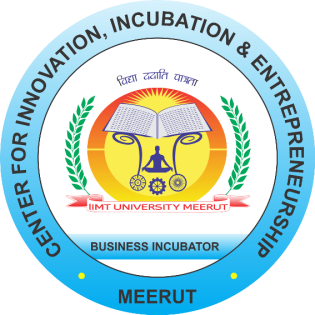 CENTER FOR INNOVATION, INCUBATION & ENTREPRENEURSHIP
विद्या ददाति पात्रता
IIMT UNIVERSITY MEERUT
BUSINESS INCUBATOR
MEERUT